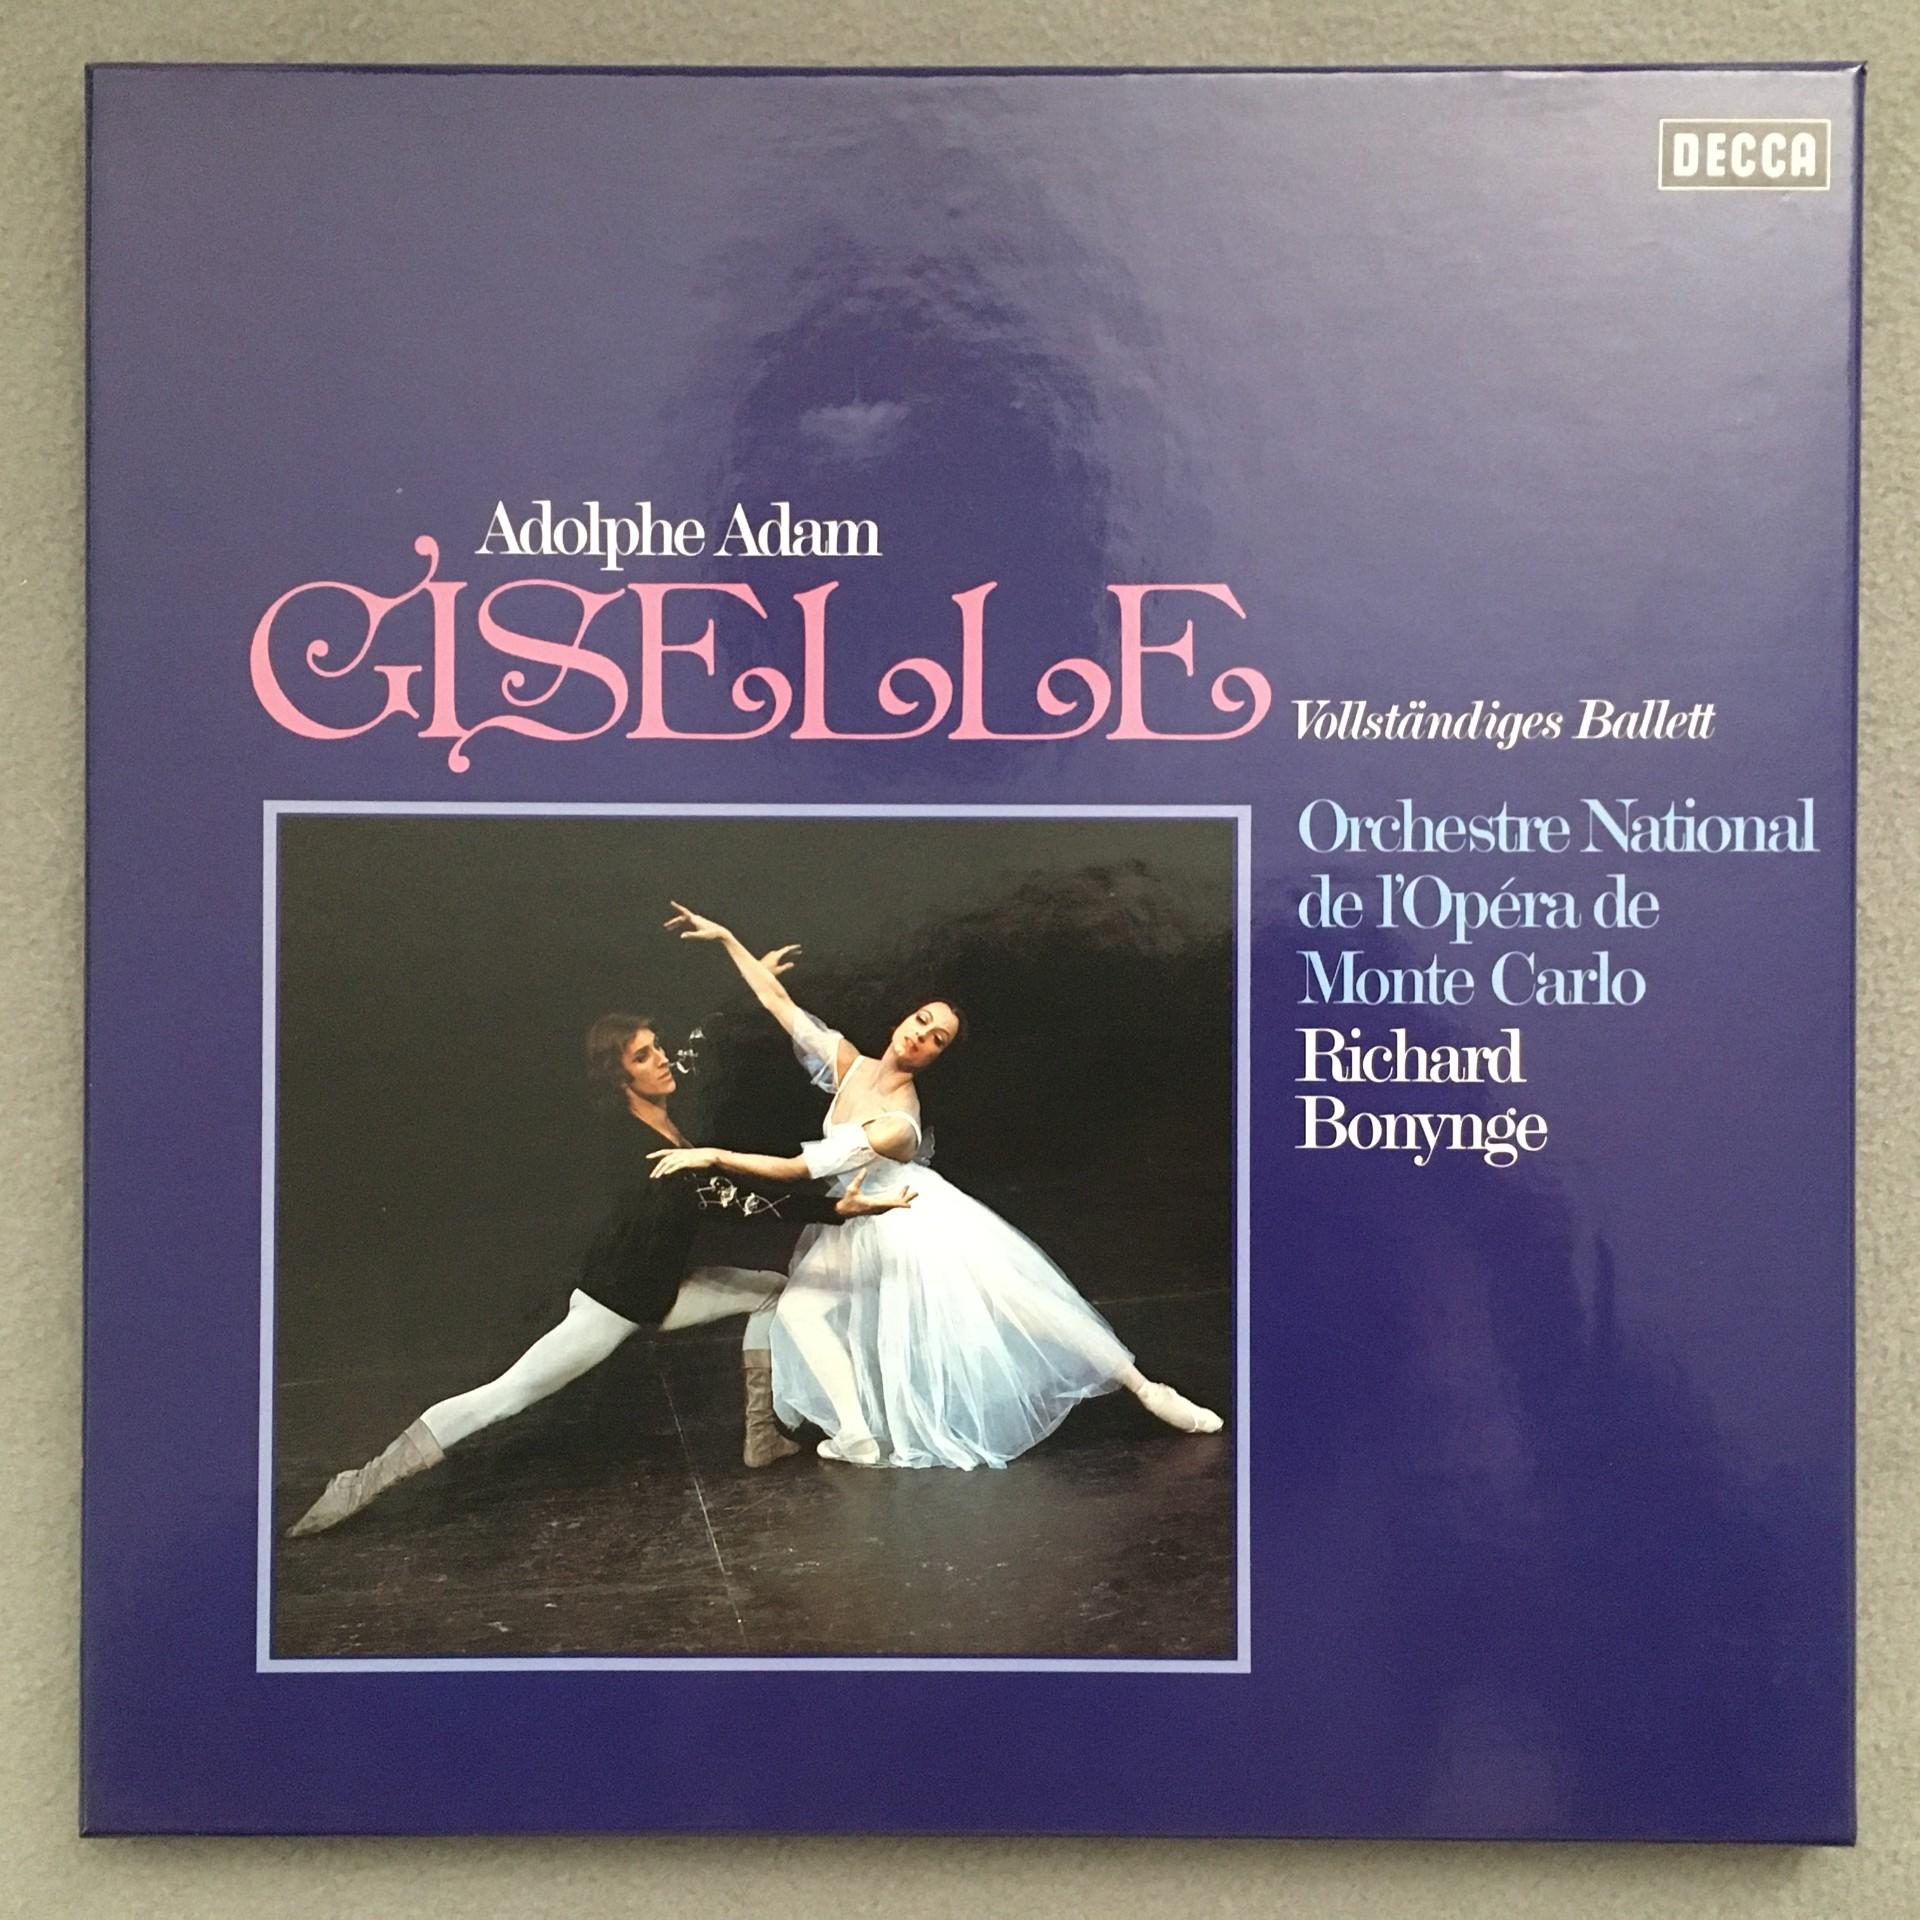 DECCA
Adolphe Adam
GISELLE
Vollständiges Ballett
Orchestre National
de l'Opéra de
Monte Carlo
Richard
Bonynge